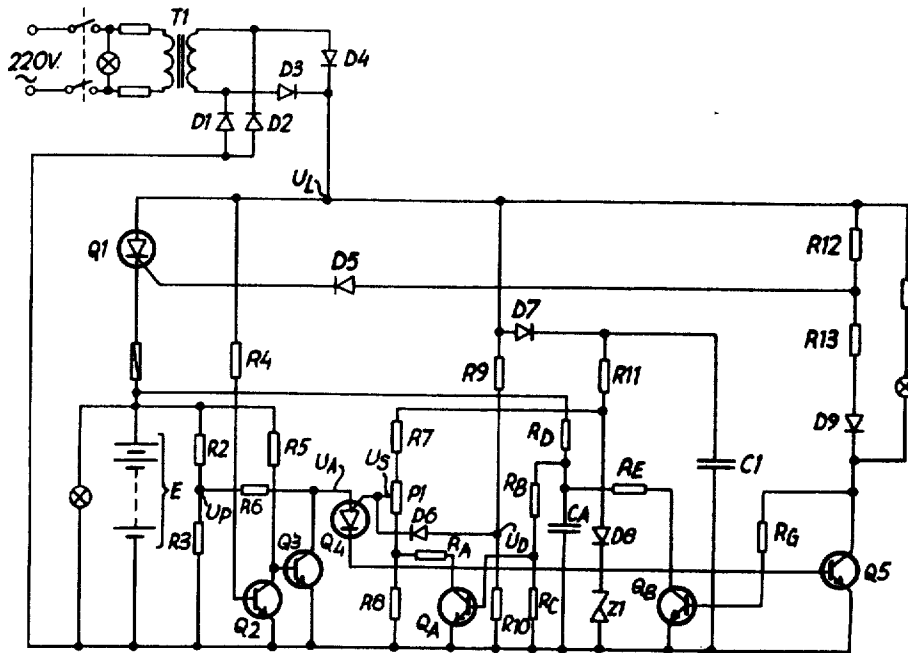 T1
220V.
~
D4
D3
D1
D2
UL
Q1
D5
R12
D7
R13
R4
R9
R11
D9
R7
RD
R2
R5
UA
US
RB
RE
C1
E
UP
R6
P1
CA
RG
R3
Q3
Q4
D6
UD
D8
RA
QB
Q5
R8
Q2
QA
R10
RC
Z1